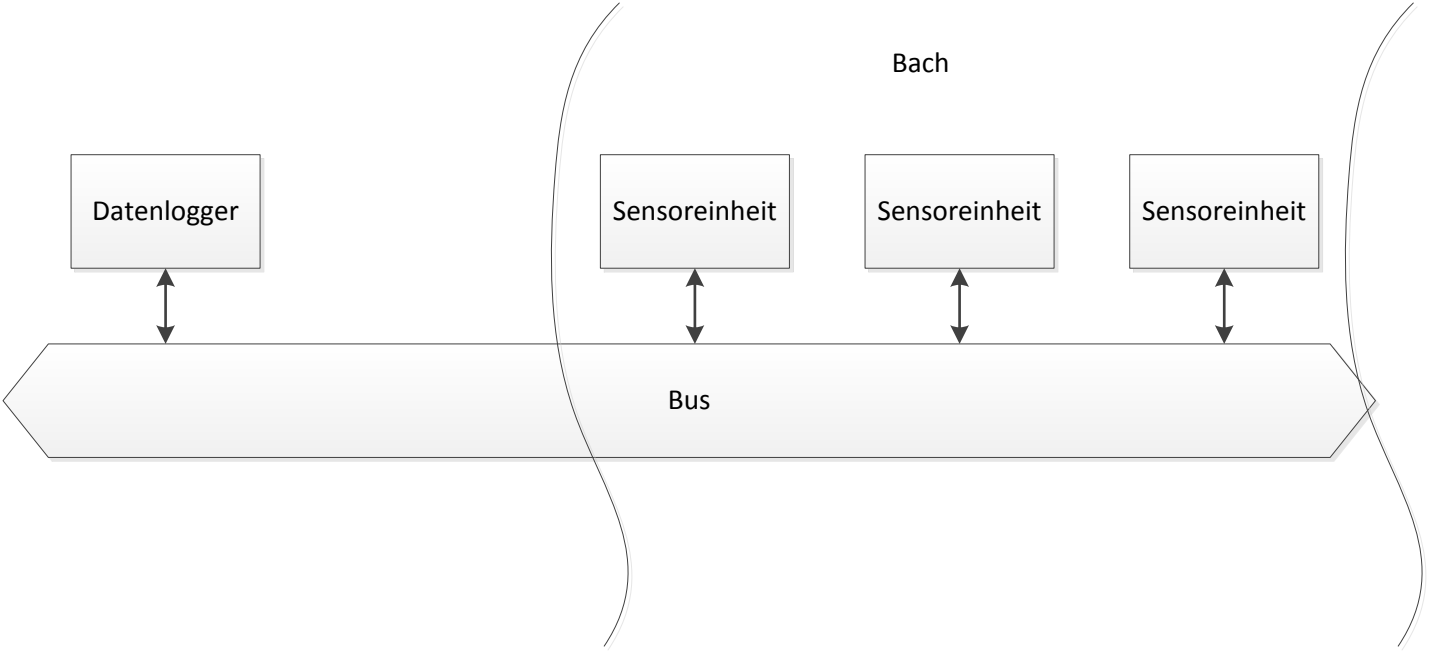 Bach
Datenlogger
Sensoreinheit
Sensoreinheit
Sensoreinheit
Bus